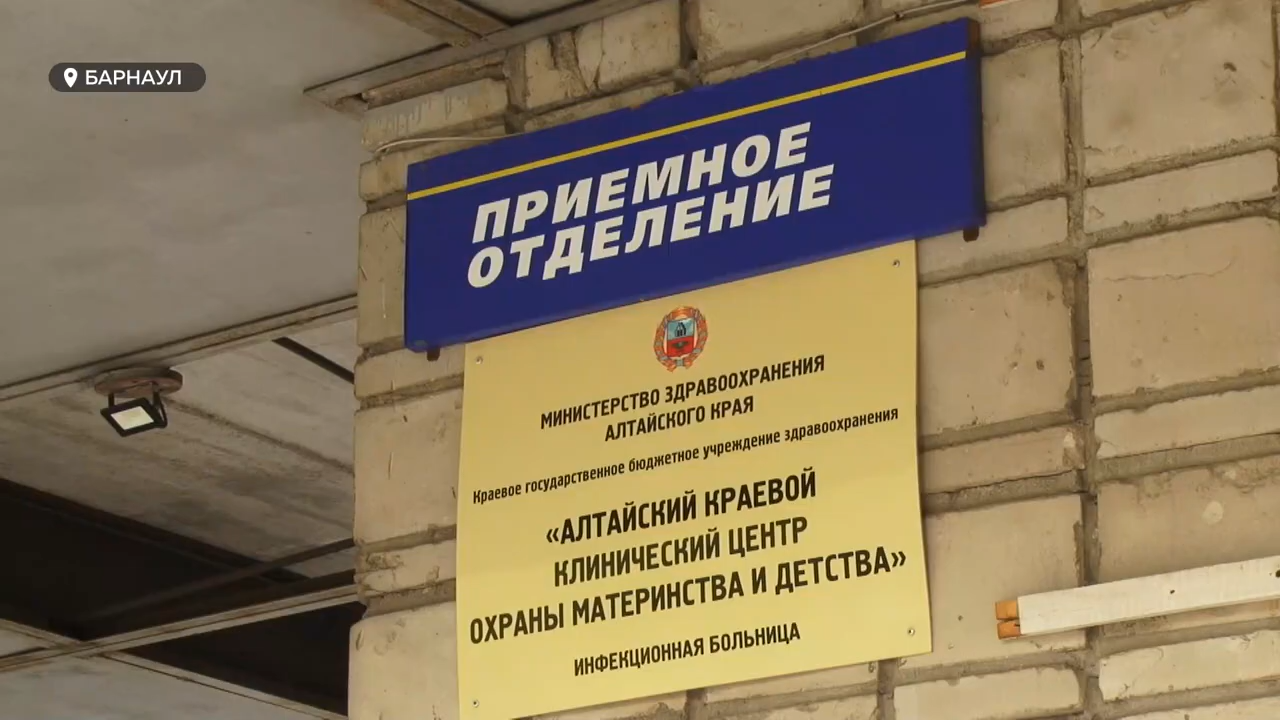 БАРНАУЛ
ПРИЕМНОЕ
ОТДЕЛЕНИЕ
МИНИСТЕРСТВО ЗДРАВООХРАНЕНИЯ
АЛТАЙСКОГО КРАЯ
Краевое государственное бюджетное учреждение здравоохранения
«АЛТАЙСКИЙ КРАЕВОЙ
КЛИНИЧЕСКИЙ ЦЕНТР
ОХРАНЫ МАТЕРИНСТВА И ДЕТСТВА»
ИНФЕКЦИОННАЯ БОЛЬНИЦА